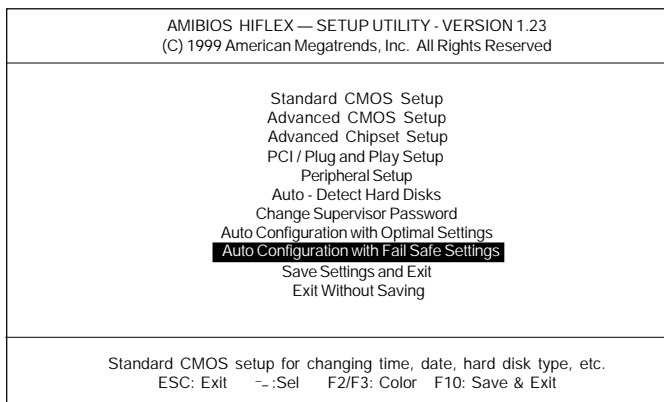 AMIBIOS HIFLEX — SETUP UTILITY - VERSION 1.23
(C) 1999 American Megatrends, Inc. All Rights Reserved
Standard CMOS Setup
Advanced CMOS Setup
Advanced Chipset Setup
PCI / Plug and Play Setup
Peripheral Setup
Auto - Detect Hard Disks
Change Supervisor Password
Auto Configuration with Optimal Settings
Auto Configuration with Fail Safe Settings
Save Settings and Exit
Exit Without Saving
Standard CMOS setup for changing time, date, hard disk type, etc.
ESC: Exit ¯_ :Sel F2/F3: Color F10: Save & Exit